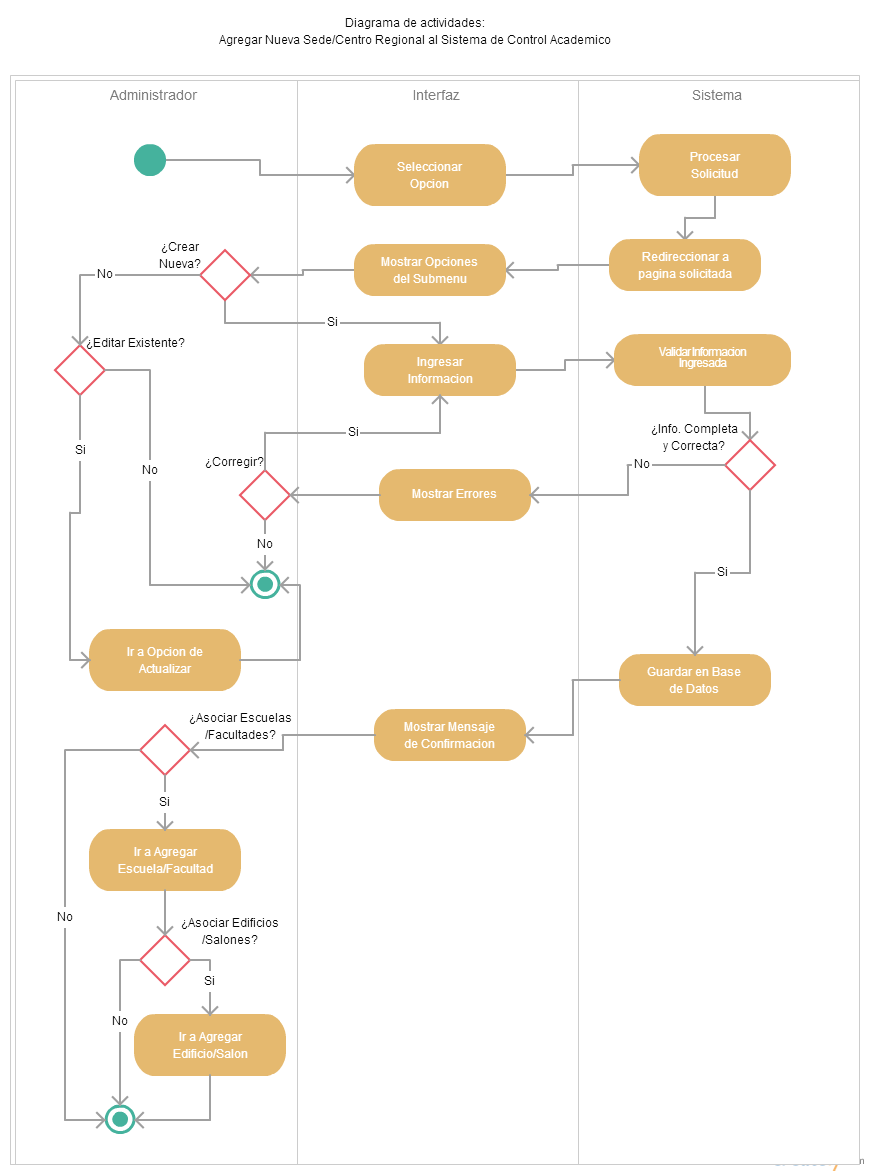 Diagrama de actividades:
Agregar Nueva Sede/Centro Regional al Sistema de Control Academico
Administrador
Interfaz
Sistema
Seleccionar
Opcion
Procesar
Solicitud
¿Crear
Nueva?
Mostrar Opciones
del Submenu
Redireccionar a
pagina solicitada
No
Si
¿Editar Existente?
Ingresar
Informacion
Validar Informacion
Ingresada
Si
No
¿Corregir?
Si
¿Info. Completa
y Correcta?
No
Mostrar Errores
No
Si
Ir a Opcion de
Actualizar
Guardar en Base
de Datos
¿Asociar Escuelas
/Facultades?
Mostrar Mensaje
de Confirmacion
Si
Ir a Agregar
Escuela/Facultad
No
¿Asociar Edificios
/Salones?
Si
No
Ir a Agregar
Edificio/Salon